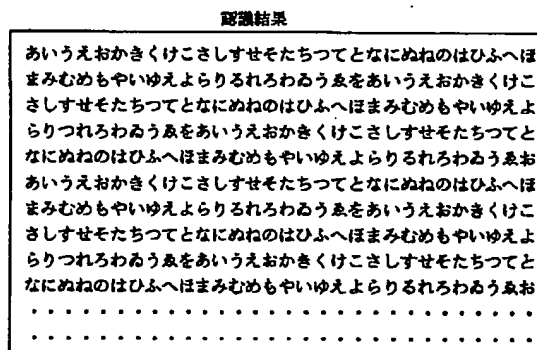 認識結果
あいうえおかきくけこさしすせそたちつてとなにぬねのはひふへほ
まみむめもやいゆえよらりるれろわゐうゑをあいうえおかきくけこ
さしすせそたちつてとなにぬねのはひふへほまみむめもやいゆえよ
らりつれろわゐうゑをあいうえおかきくけこさしすせそたちつてと
なにぬねのはひふへほまみむめもやいゆえよらりるれろわゐうゑお
あいうえおかきくけこさしすせそたちつてとなにぬねのはひふへほ
まみむめもやいゆえよらりるれろわゐうゑをあいうえおかきくけこ
さしすせそたちつてとなにぬねのはひふへほまみむめもやいゆえよ
らりつれろわゐうゑをあいうえおかきくけこさしすせそたちつてと
なにぬねのはひふへほまみむめもやいゆえよらりるれろわゐうゑお
・・・・・・・・・・・・・・・・・・・・・・・・・・・・・
・・・・・・・・・・・・・・・・・・・・・・・・・・・・・